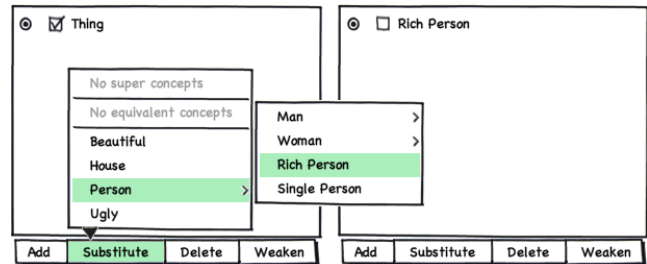 Thing
No super concepts
No equivalent concepts
Beautiful
House
Person
Ugly
Man
Woman
Rich Person
Single Person
Add Substitute Delete Weaken
Rich Person
Add Substitute Delete Weaken